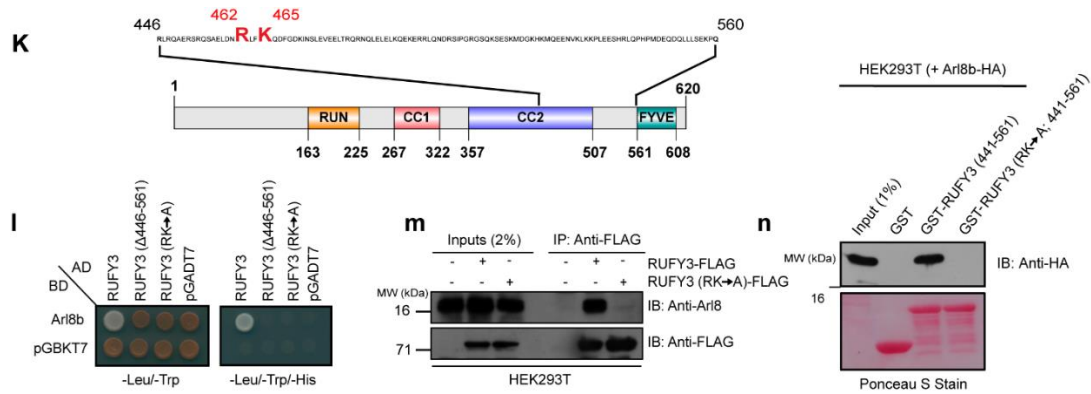 K
446
462
465
560
RLRQAERSRQSAELDNRLFKQDFGDKINSLEVEELTRQRNQLELELKQEKERRLQNDRSIPGRGSQKSESKMDGKHKMQEENVKLKKPLEESHRLQPHPMDEQDQLLLSEKPQ
1
620
RUN
CC1
CC2
FYVE
163
225
267
322
357
507
561
608
l
AD
BD
RUFY3
RUFY3 (Δ446-561)
RUFY3 (RK→A)
pGADT7
RUFY3
RUFY3 (Δ446-561)
RUFY3 (RK→A)
pGADT7
Arl8b
pGBKT7
-Leu/-Trp
-Leu/-Trp/-His
m
Inputs (2%)
IP: Anti-FLAG
- + - - + - RUFY3-FLAG
- - + - - + RUFY3 (RK→A)-FLAG
MW (kDa)
16
IB: Anti-Arl8
71
IB: Anti-FLAG
HEK293T
HEK293T (+ Arl8b-HA)
n
Input (1%)
GST
GST-RUFY3 (441-561)
GST-RUFY3 (RK→A; 441-561)
MW (kDa)
16
IB: Anti-HA
Ponceau S Stain